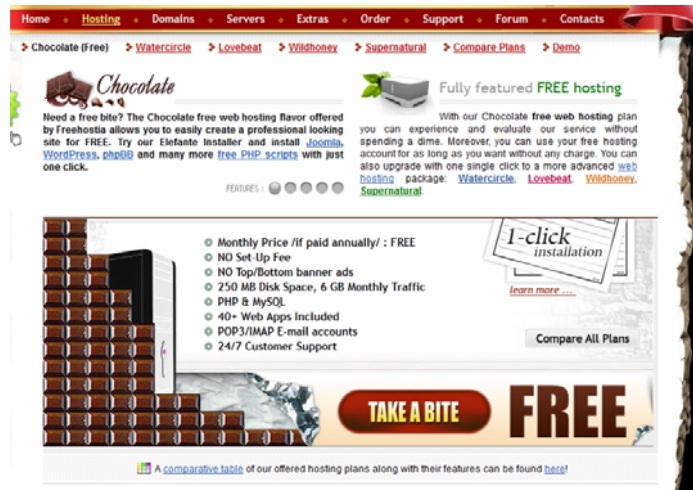 Home Hosting Domains Servers Extras Order Support Forum Contacts
Chocolate (Free) Watercircle Lovebeat Wildhoney Supernatural Compare Plans Demo
Chocolate
Need a free bite? The Chocolate free web hosting flavor offered
by Freehostia allows you to easily create a professional looking
site for FREE. Try our Elefante Installer and install Joomla,
WordPress, phpBB and many more free PHP scripts with just
one click.
FEATURES :
Fully featured FREE hosting
With our Chocolate free web hosting plan
you can experience and evaluate our service without
spending a dime. Moreover, you can use your free hosting
account for as long as you want without any charge. You can
also upgrade with one single click to a more advanced web
hosting package: Watercircle, Lovebeat, Wildhoney,
Supernatural.
Monthly Price /if paid annually/ : FREE
NO Set-Up Fee
NO Top/Bottom banner ads
250 MB Disk Space, 6 GB Monthly Traffic
PHP & MySQL
40+ Web Apps Included
POP3/IMAP E-mail accounts
24/7 Customer Support
1-click
installation
learn more ...
Compare All Plans
TAKE A BITE
FREE
A comparative table of our offered hosting plans along with their features can be found here!